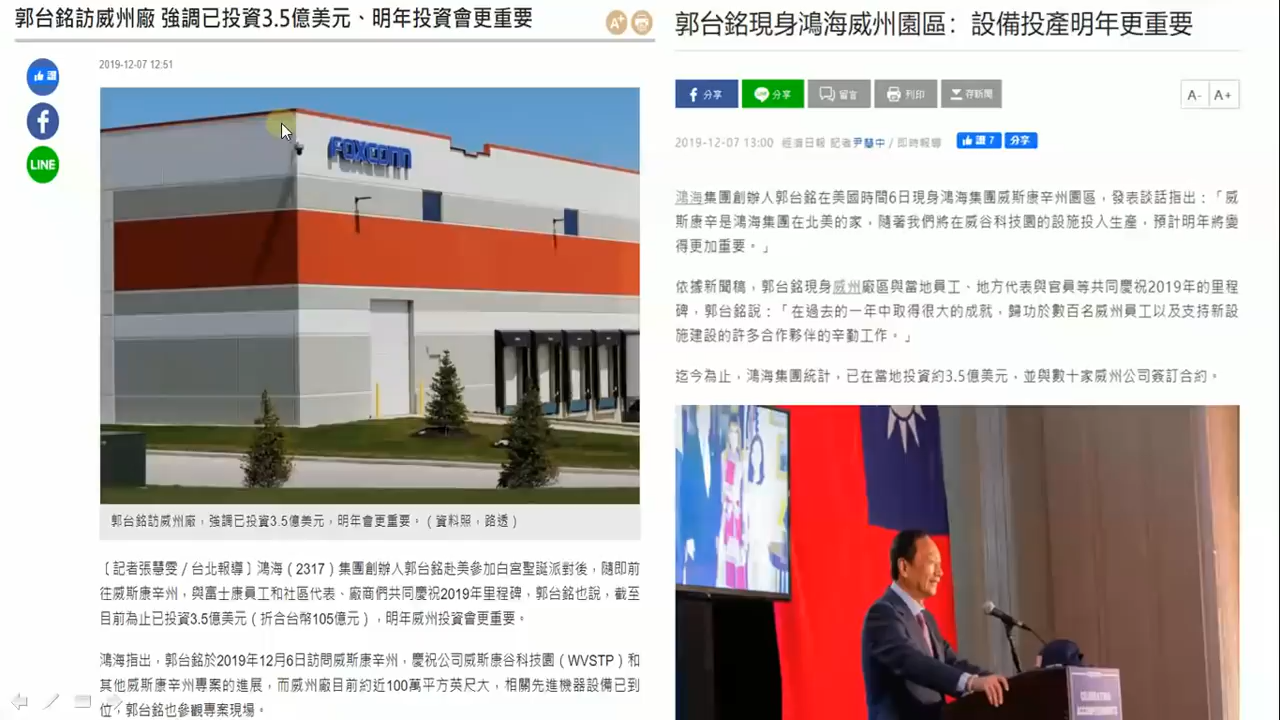 郭台銘訪威州廠 強調已投資3.5億美元、明年投資會更重要
A+
讚
2019-12-07 12:51
LINE
FOXCONN
郭台銘訪威州廠，強調已投資3.5億美元，明年會更重要。（資料照，路透）
〔記者張慧雯／台北報導〕鴻海（2317）集團創辦人郭台銘赴美參加白宮聖誕派對後，隨即前
往威斯康辛州，與富士康員工和社區代表、廠商們共同慶祝2019年里程碑，郭台銘也說，截至
目前為止已投資3.5億美元（折合台幣105億元），明年威州投資會更重要。
鴻海指出，郭台銘於2019年12月6日訪問威斯康辛州，慶祝公司威斯康谷科技園（WVSTP）和
其他威斯康辛州專案的進展，而威州廠目前約近100萬平方英尺大，相關先進機器設備已到
位，郭台銘也參觀專案現場。
郭台銘現身鴻海威州園區：設備投產明年更重要
分享
分享
留言
列印
存新聞
A-
A+
2019-12-07 13:00 經濟日報 記者尹慧中／即時報導
讚 7
分享
鴻海集團創辦人郭台銘在美國時間6日現身鴻海集團威斯康辛州園區，發表談話指出：「威
斯康辛是鴻海集團在北美的家，隨著我們將在威谷科技園的設施投入生產，預計明年將變
得更加重要。」
依據新聞稿，郭台銘現身威州廠區與當地員工、地方代表與官員等共同慶祝2019年的里程
碑，郭台銘說：「在過去的一年中取得很大的成就，歸功於數百名威州員工以及支持新設
施建設的許多合作夥伴的辛勤工作。」
迄今為止，鴻海集團統計，已在當地投資約3.5億美元，並與數十家威州公司簽訂合約。
CELEBRATING